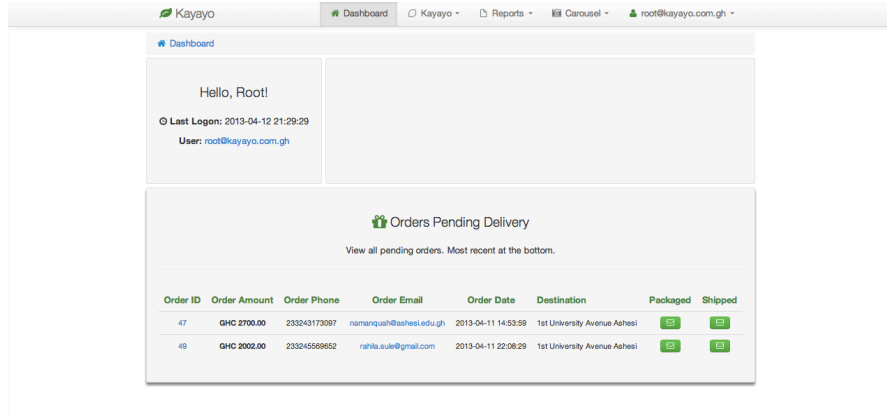 Kayayo Dashboard Kayayo Reports Carousel root@kayayo.com.gh
Dashboard
Hello, Root!
Last Logon: 2013-04-12 21:29:29
User: root@kayayo.com.gh
Orders Pending Delivery
View all pending orders. Most recent at the bottom.
Order ID Order Amount Order Phone Order Email Order Date Destination Packaged Shipped
47 GHC 2700.00 233243173097 namanquah@ashesi.edu.gh 2013-04-11 14:53:59 1st University Avenue Ashesi
49 GHC 2002.00 233245569652 rahila.sule@gmail.com 2013-04-11 22:08:29 1st University Avenue Ashesi